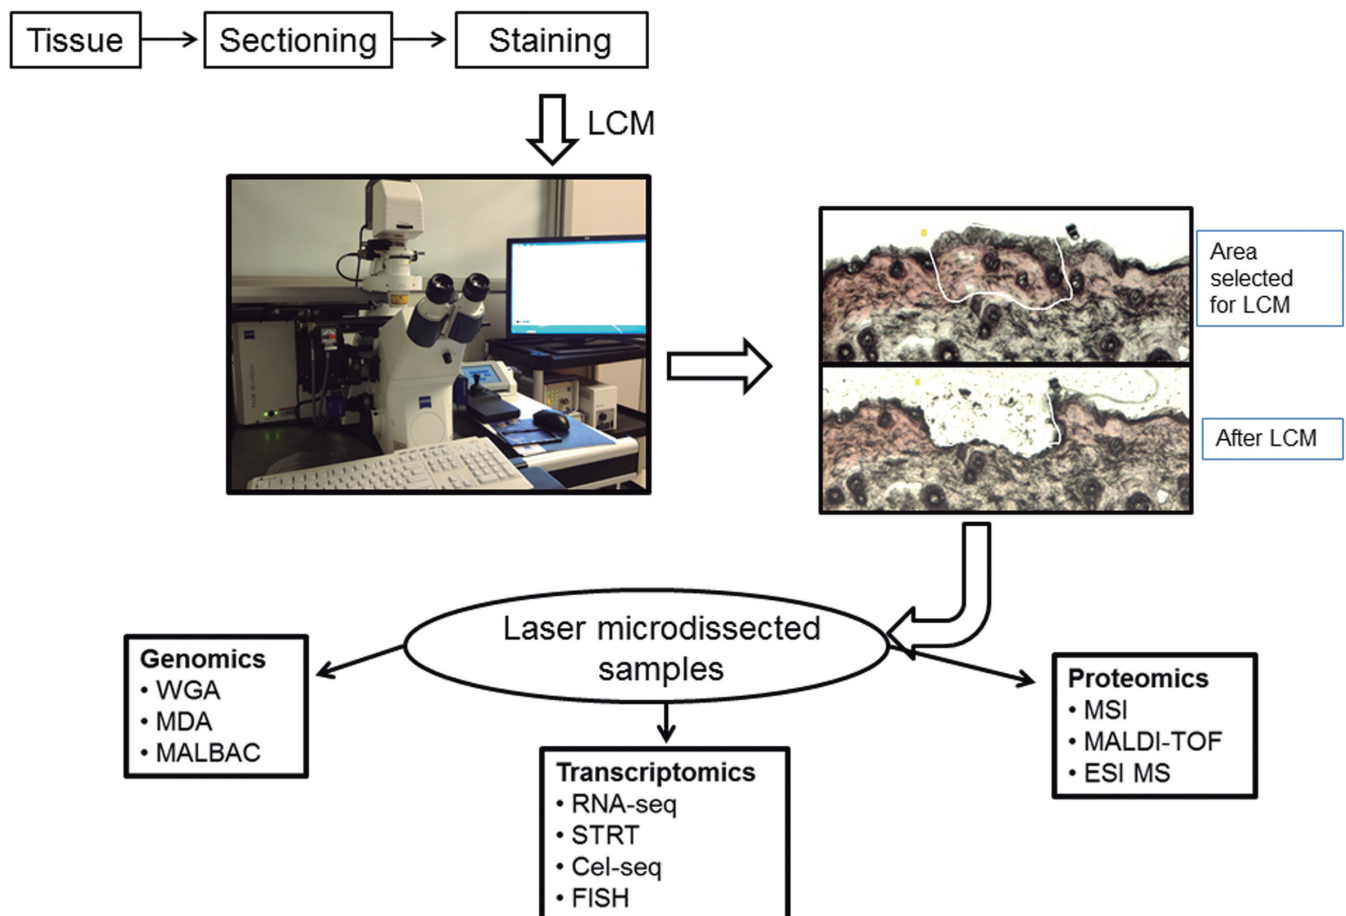 Tissue
Sectioning
Staining
LCM
Area
selected
for LCM
After LCM
Laser microdissected
samples
Genomics
• WGA
• MDA
• MALBAC
Transcriptomics
• RNA-seq
• STRT
• Cel-seq
• FISH
Proteomics
• MSI
• MALDI-TOF
• ESI MS